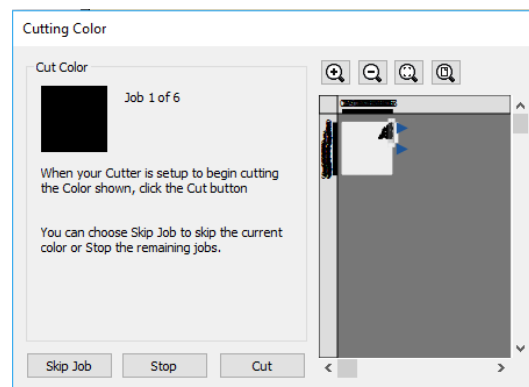 Cutting Color
Cut Color
Job 1 of 6
When your Cutter is setup to begin cutting
the Color shown, click the Cut button
You can choose Skip Job to skip the current
color or Stop the remaining jobs.
Skip Job
Stop
Cut